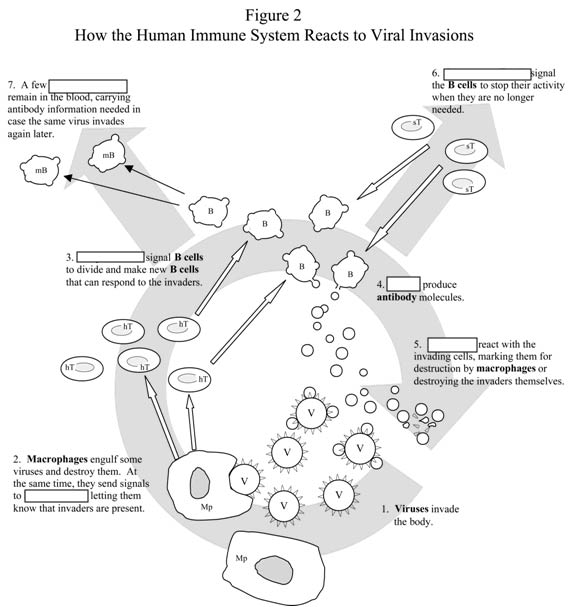 Figure 2
How the Human Immune System Reacts to Viral Invasions
7. A few
remain in the blood, carrying
antibody information needed in
case the same virus invades
again later.
6. signal
the B cells to stop their activity
when they are no longer
needed.
sT
sT
sT
mB
mB
B
B
B
B
B
3. signal B cells
to divide and make new B cells
that can respond to the invaders.
4. produce
antibody molecules.
hT
hT
hT
hT
hT
5. react with the
invading cells, marking them for
destruction by macrophages or
destroying the invaders themselves.
V
V
V
V
V
V
2. Macrophages engulf some
viruses and destroy them. At
the same time, they send signals
to letting them
know that invaders are present.
Mp
1. Viruses invade
the body.
Mp